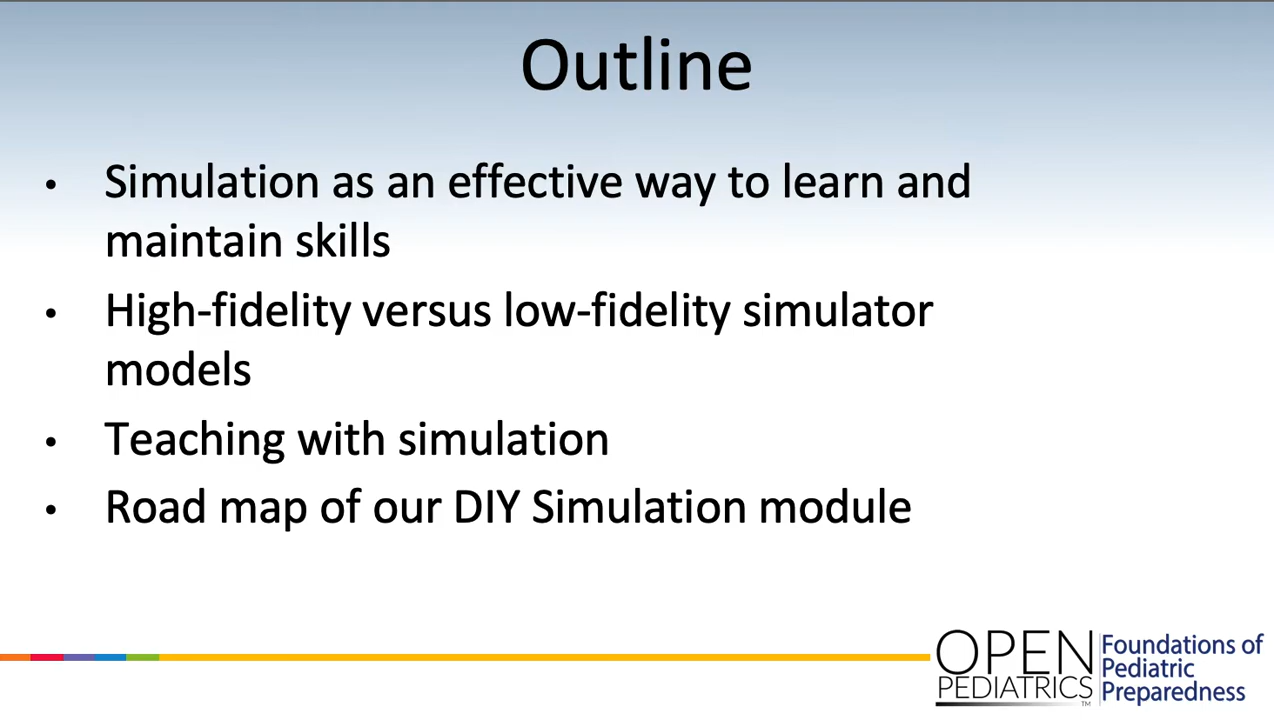 Outline
• Simulation as an effective way to learn and
maintain skills
• High-fidelity versus low-fidelity simulator
models
• Teaching with simulation
• Road map of our DIY Simulation module
OPEN
PEDIATRICS™
Foundations of
Pediatric
Preparedness